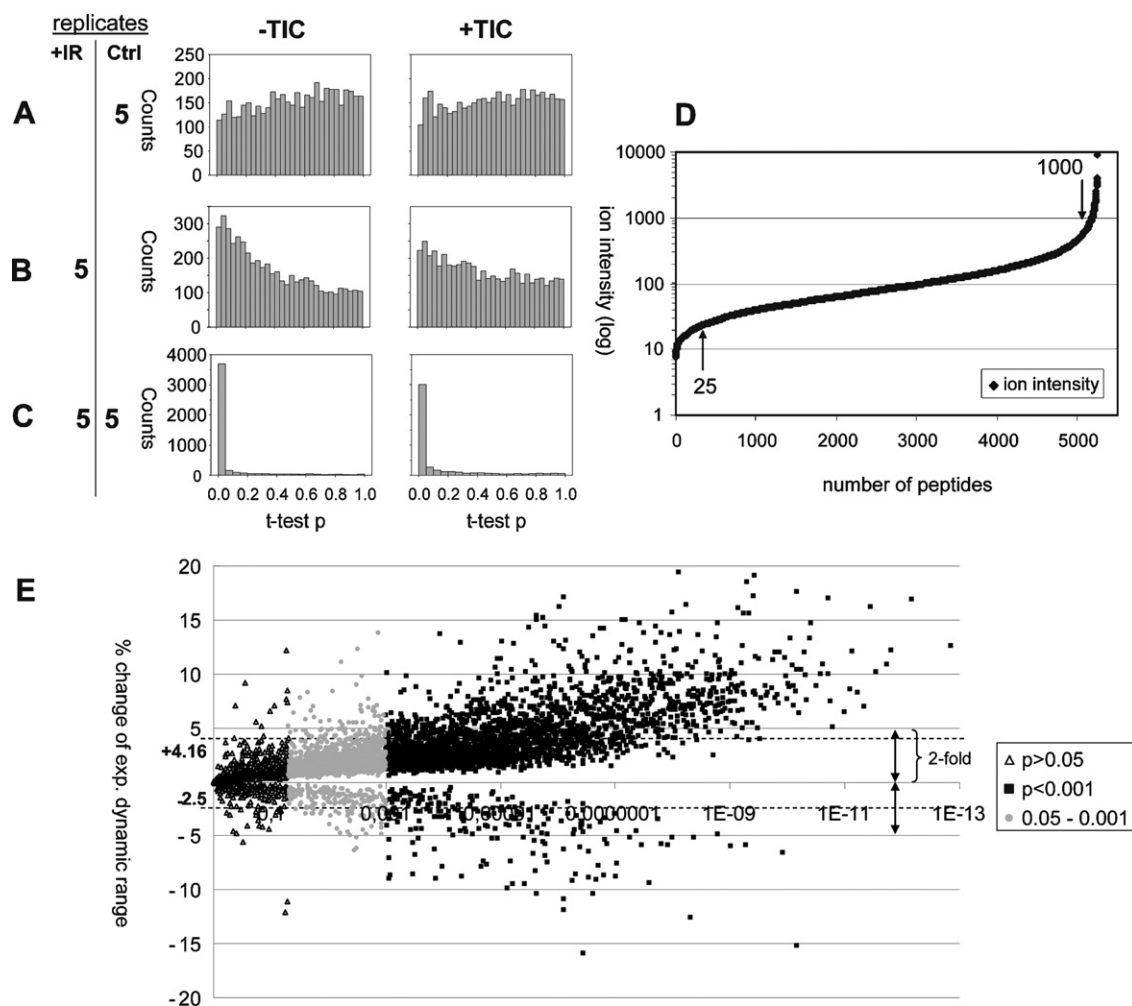 replicates
+IR Ctrl
-TIC
+TIC
A
5
Counts
250
200
150
100
50
0
B
5
Counts
300
200
100
0
C
5 5
Counts
4000
3000
2000
1000
0
0.0 0.2 0.4 0.6 0.8 1.0
t-test p
0.0 0.2 0.4 0.6 0.8 1.0
t-test p
D
ion intensity (log)
10000
1000
100
10
1
1000
25
ion intensity
0 1000 2000 3000 4000 5000
number of peptides
E
% change of exp. dynamic range
20
15
10
5
+4.16
-2.5
-5
-10
-15
-20
0.1 0.001 0.00001 0.0000001 1E-09 1E-11 1E-13
2-fold
p>0.05
p<0.001
0.05 - 0.001